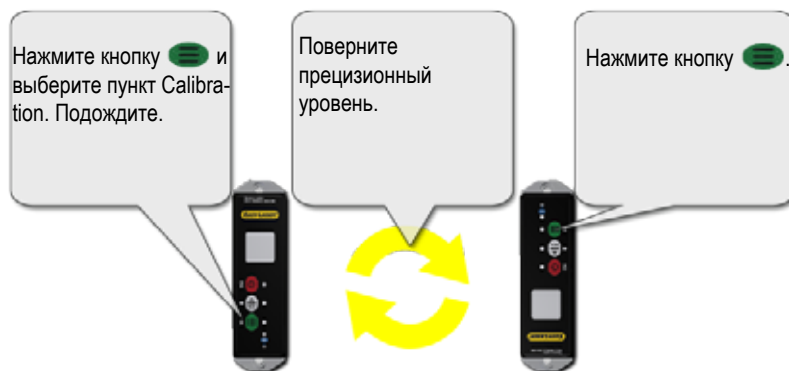 Нажмите кнопку и
выберите пункт Calibra-
tion. Подождите.
Поверните
прецизионный
уровень.
Нажмите кнопку .